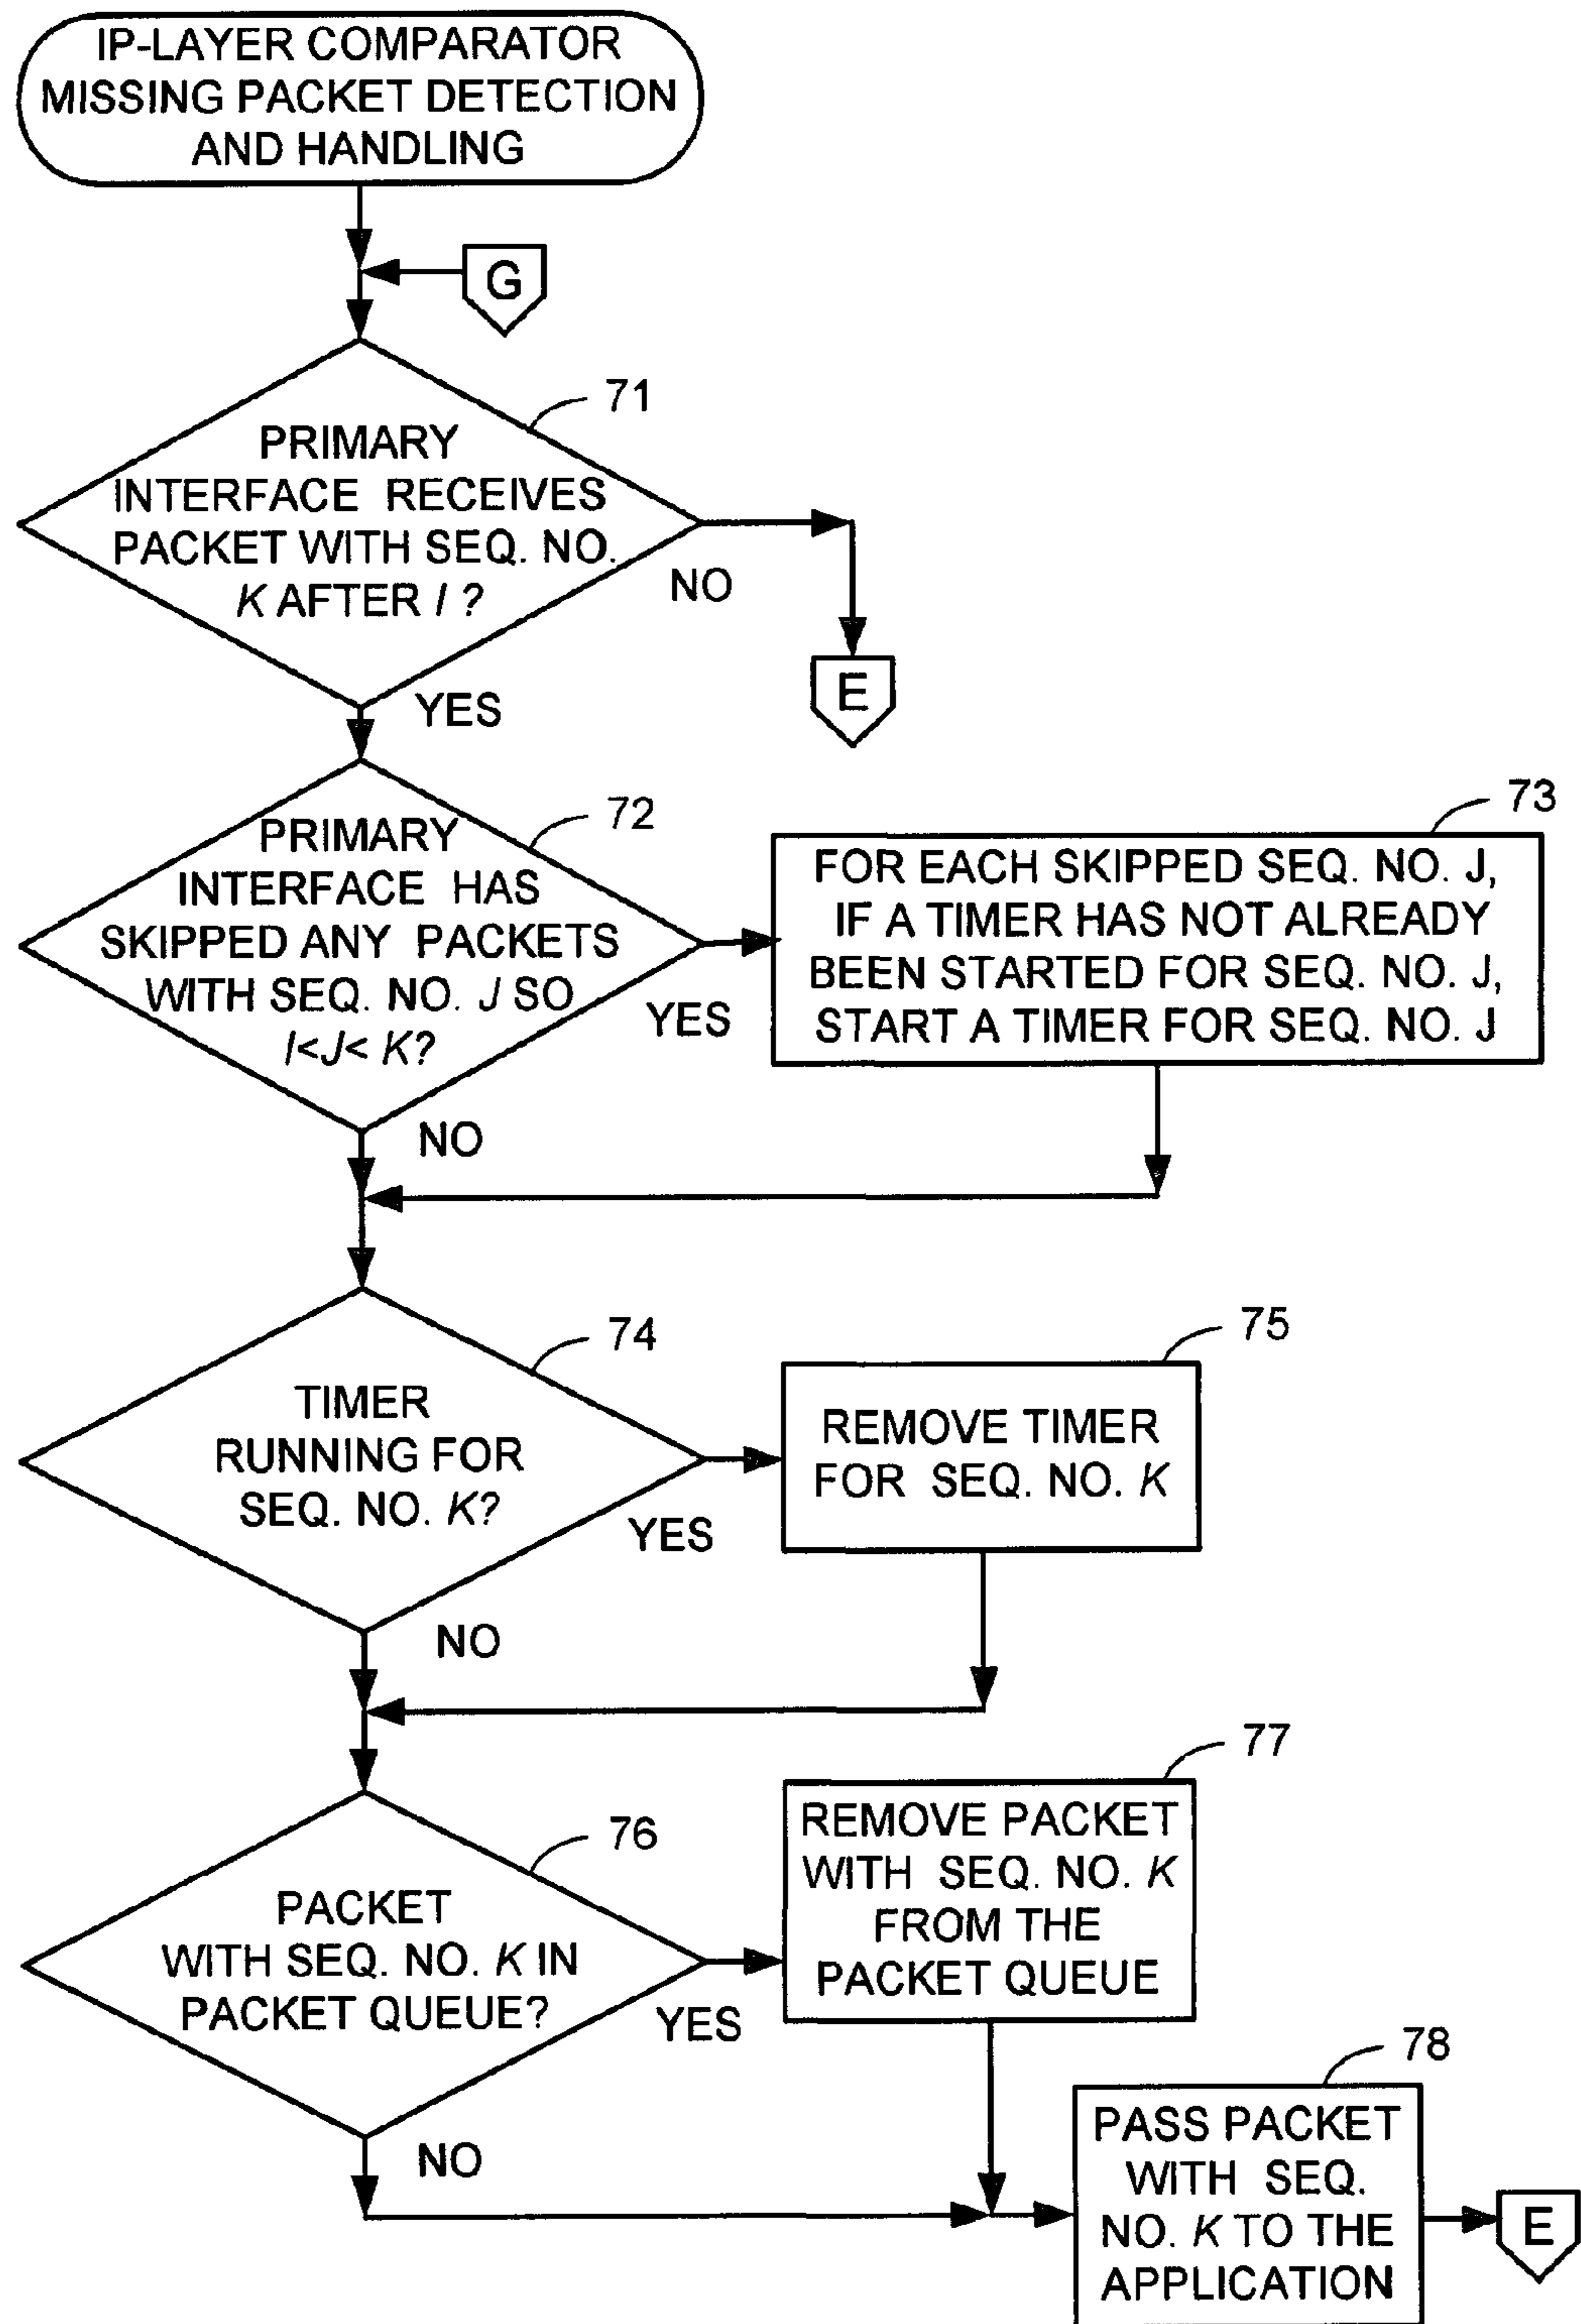 IP-LAYER COMPARATOR
MISSING PACKET DETECTION
AND HANDLING
G
71
PRIMARY
INTERFACE RECEIVES
PACKET WITH SEQ. NO.
K AFTER I ?
NO
E
YES
72
PRIMARY
INTERFACE HAS
SKIPPED ANY PACKETS
WITH SEQ. NO. J SO
I<J< K?
YES
NO
73
FOR EACH SKIPPED SEQ. NO. J,
IF A TIMER HAS NOT ALREADY
BEEN STARTED FOR SEQ. NO. J,
START A TIMER FOR SEQ. NO. J
74
TIMER
RUNNING FOR
SEQ. NO. K?
YES
NO
75
REMOVE TIMER
FOR SEQ. NO. K
76
PACKET
WITH SEQ. NO. K IN
PACKET QUEUE?
YES
NO
77
REMOVE PACKET
WITH SEQ. NO. K
FROM THE
PACKET QUEUE
78
PASS PACKET
WITH SEQ.
NO. K TO THE
APPLICATION
E